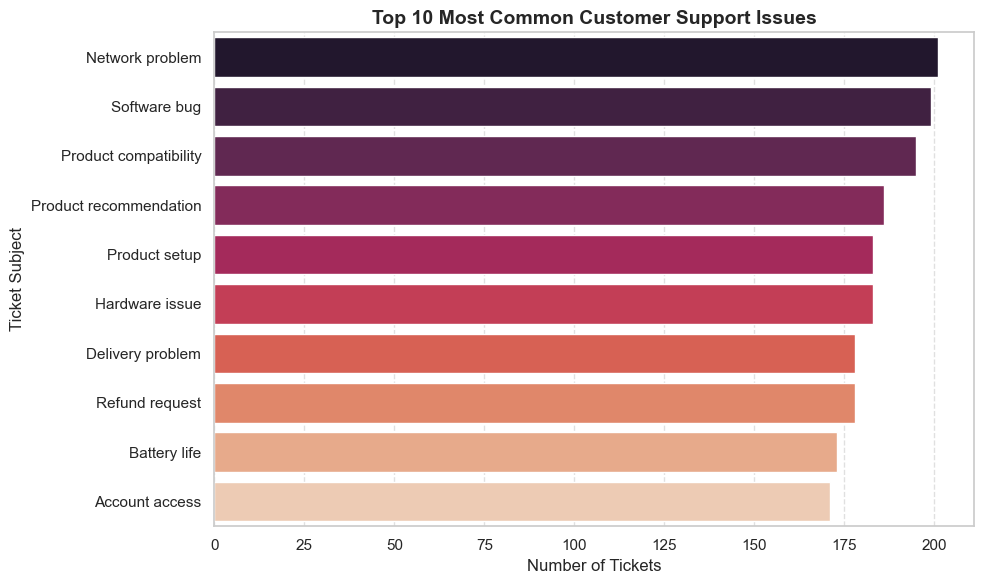 Top 10 Most Common Customer Support Issues
Ticket Subject
Network problem
Software bug
Product compatibility
Product recommendation
Product setup
Hardware issue
Delivery problem
Refund request
Battery life
Account access
0 25 50 75 100 125 150 175 200
Number of Tickets